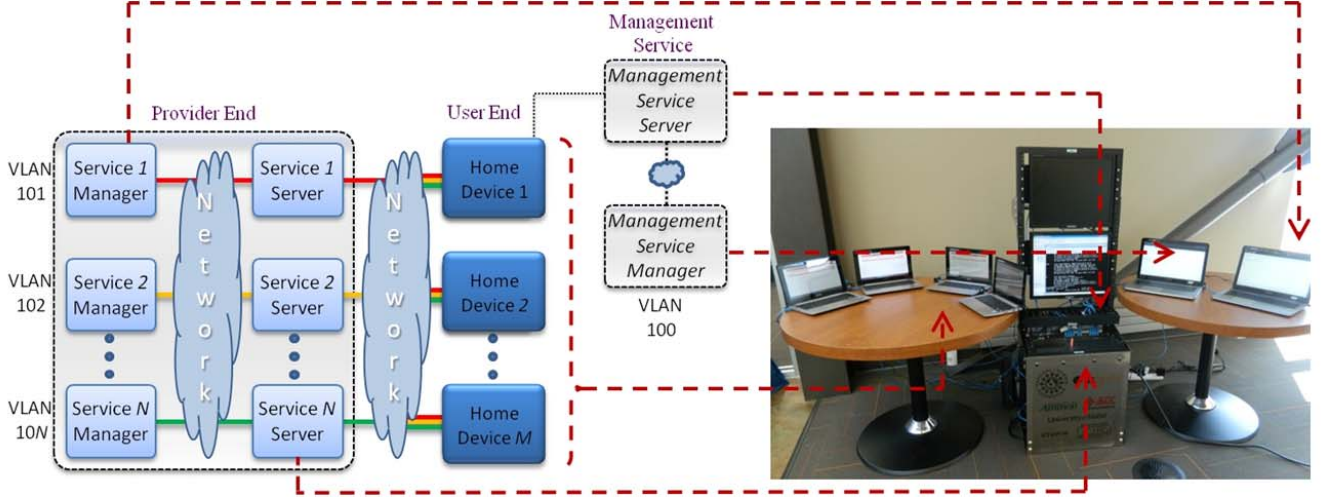 Management
Service
Management
Service
Server
Provider End
User End
VLAN
101
Service 1
Manager
Network
Service 1
Server
Network
Home
Device 1
Management
Service
Manager
VLAN
100
VLAN
102
Service 2
Manager
Service 2
Server
Home
Device 2
VLAN
10N
Service N
Manager
Service N
Server
Home
Device M